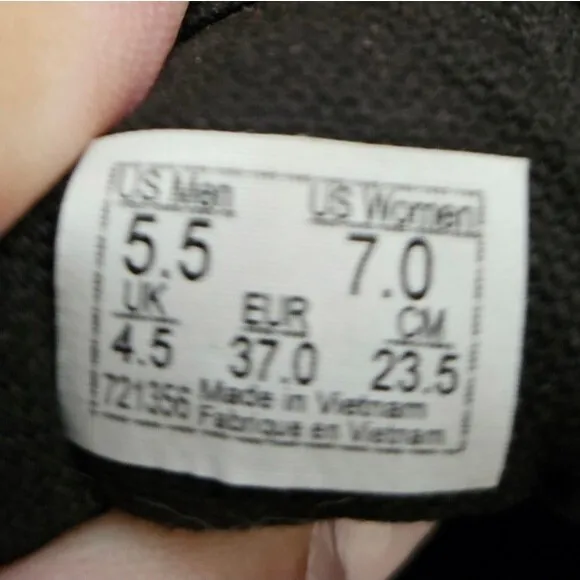 US Men US Women
5.5 7.0
UK EUR CM
4.5 37.0 23.5
721356 Made in Vietnam
Fabrique en Vietnam